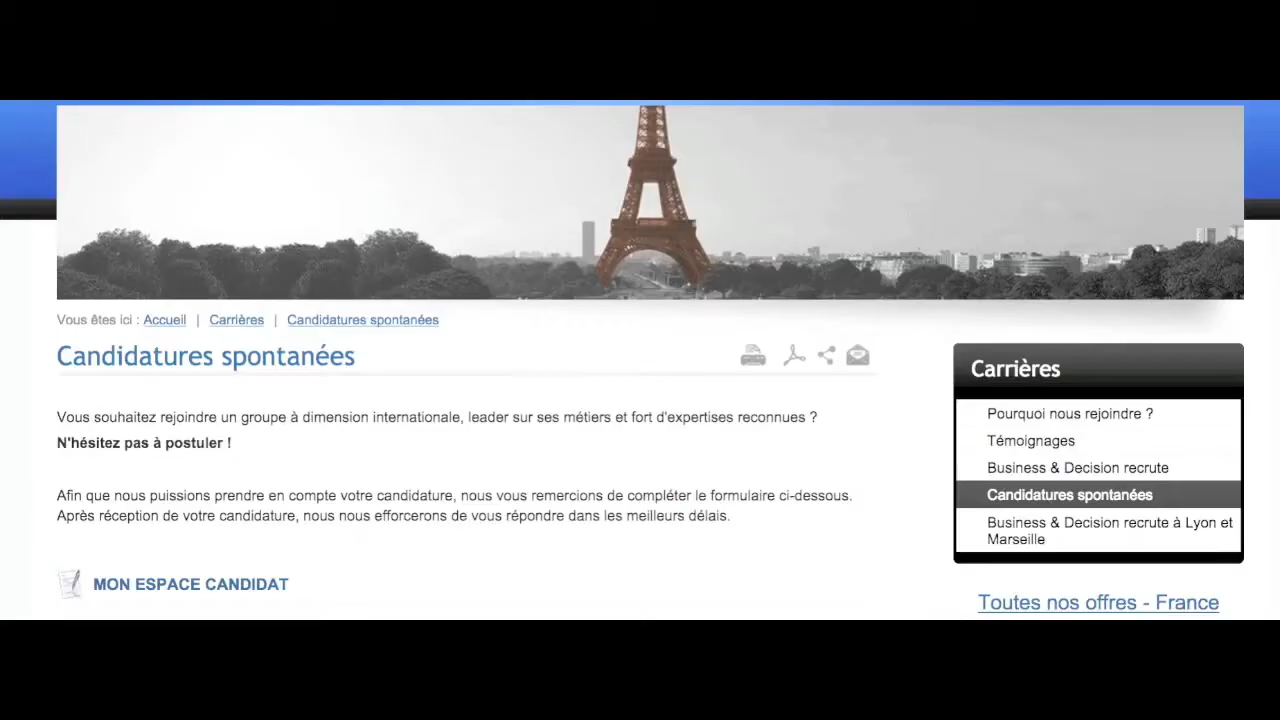 Vous êtes ici : Accueil | Carrières | Candidatures spontanées
Candidatures spontanées
Vous souhaitez rejoindre un groupe à dimension internationale, leader sur ses métiers et fort d'expertises reconnues ?
N'hésitez pas à postuler !
Afin que nous puissions prendre en compte votre candidature, nous vous remercions de compléter le formulaire ci-dessous.
Après réception de votre candidature, nous nous efforcerons de vous répondre dans les meilleurs délais.
MON ESPACE CANDIDAT
Carrières
Pourquoi nous rejoindre ?
Témoignages
Business & Decision recrute
Candidatures spontanées
Business & Decision recrute à Lyon et
Marseille
Toutes nos offres - France